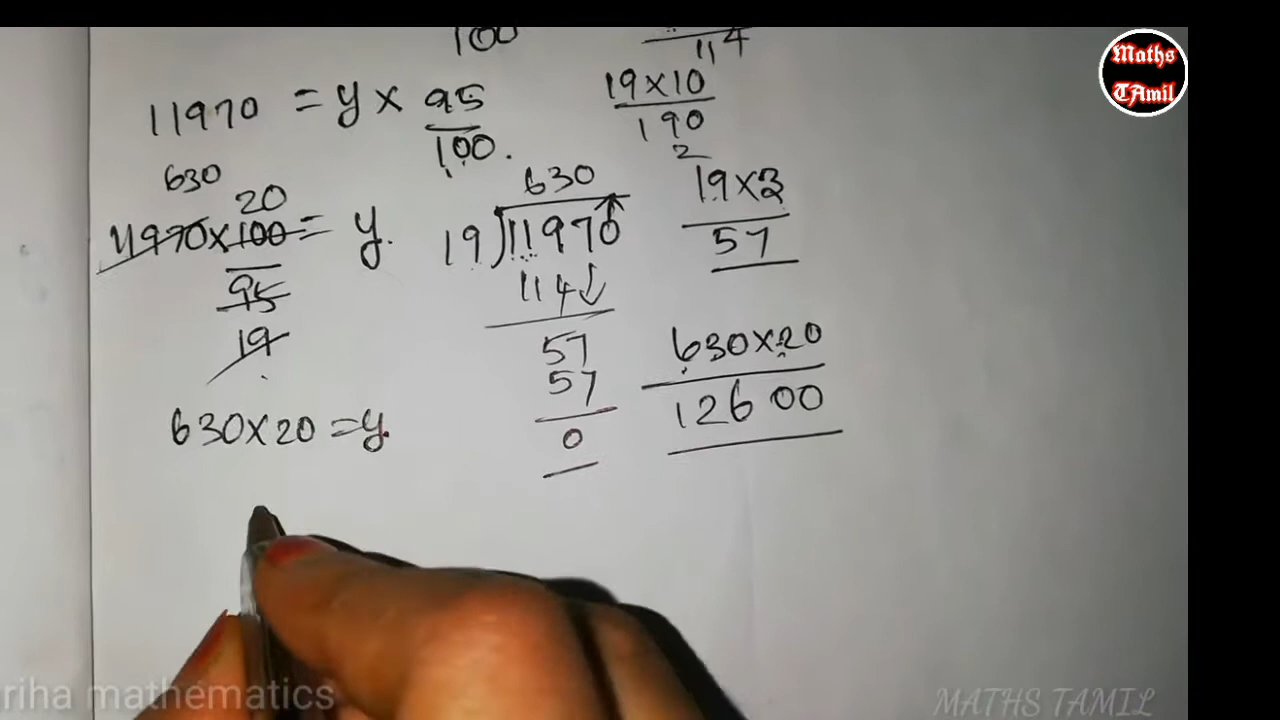 100
114
11970 = y × 95
100.
19×10
190
630
20
11970×100 = y.
95
19
630×20 = y.
630
19)11970
114
57
57
0
2
19×3
57
630×20
12600
Maths
TAmil
riha mathematics
MATHS TAMIL